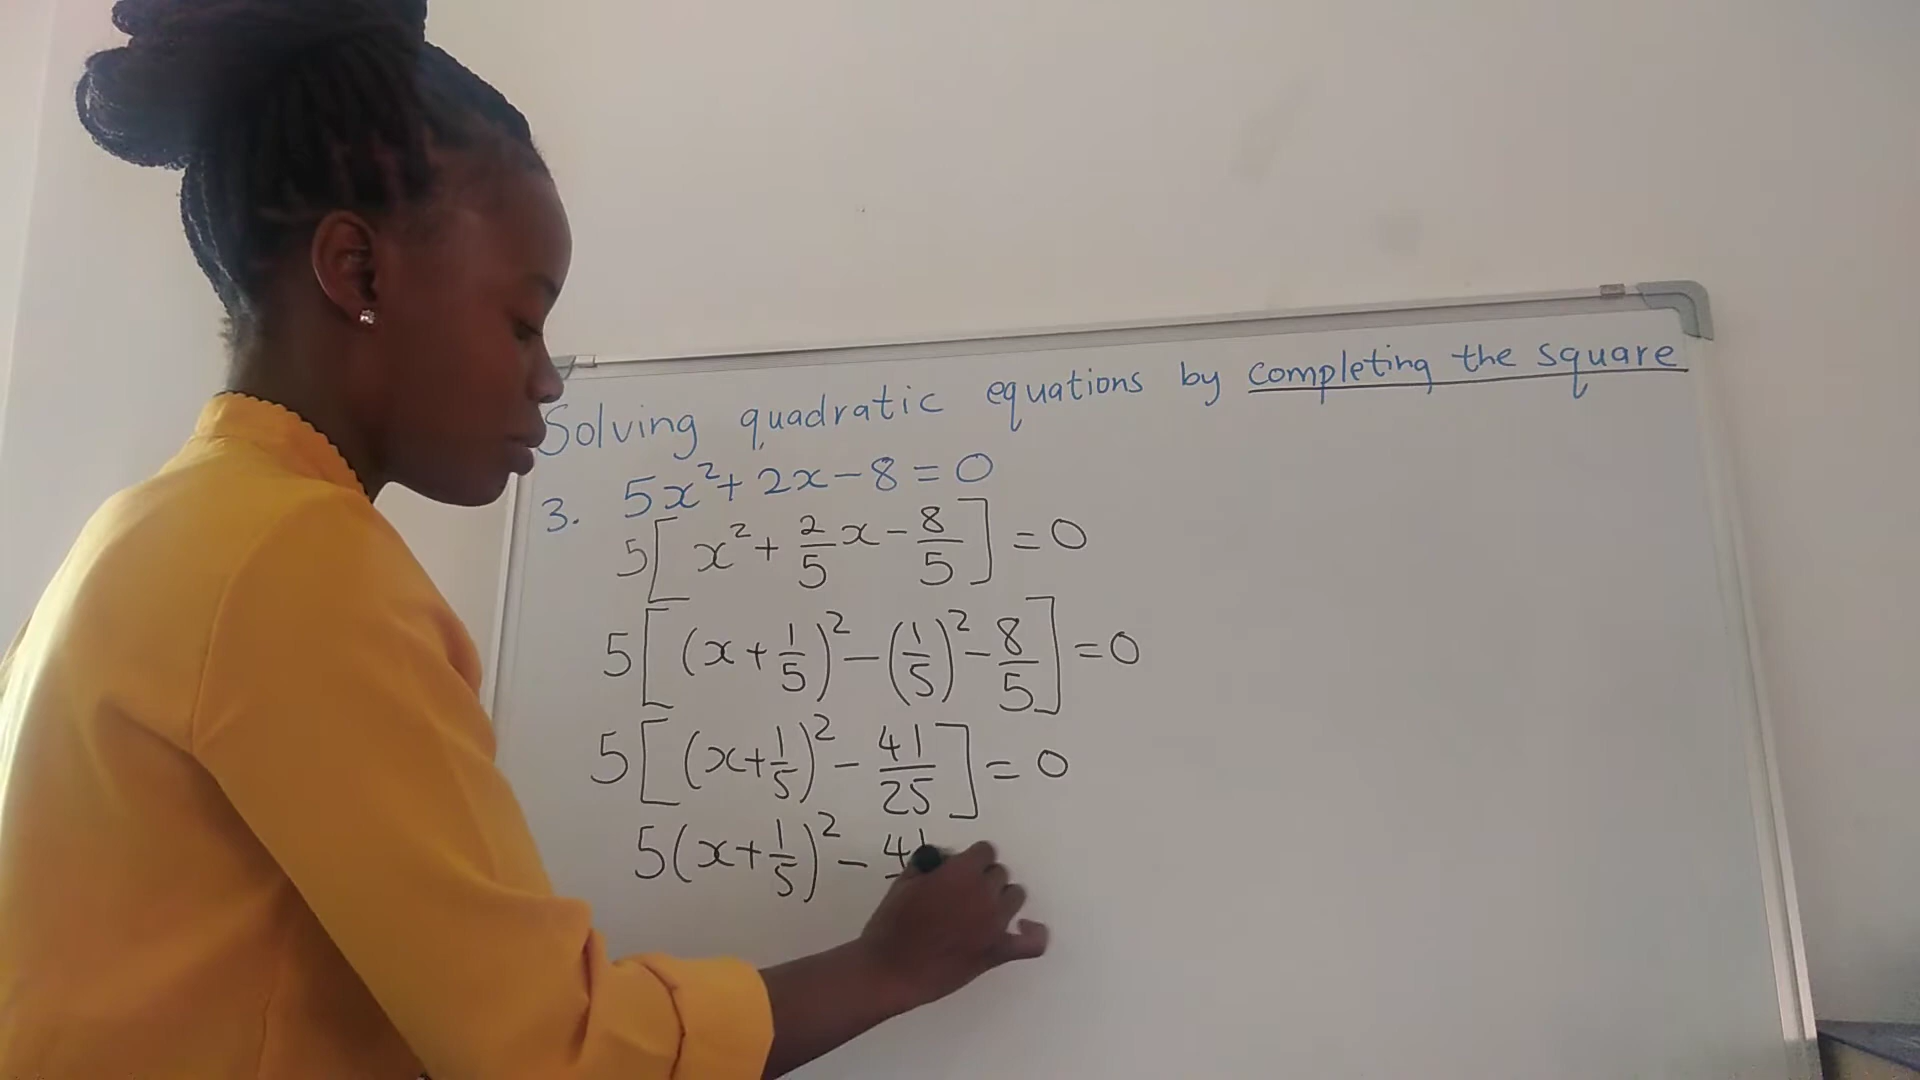 Solving quadratic equations by completing the square
3. 5x² + 2x - 8 = 0
5[x² + 2/5 x - 8/5] = 0
5[(x + 1/5)² - (1/5)² - 8/5] = 0
5[(x + 1/5)² - 41/25] = 0
5(x + 1/5)² - 41